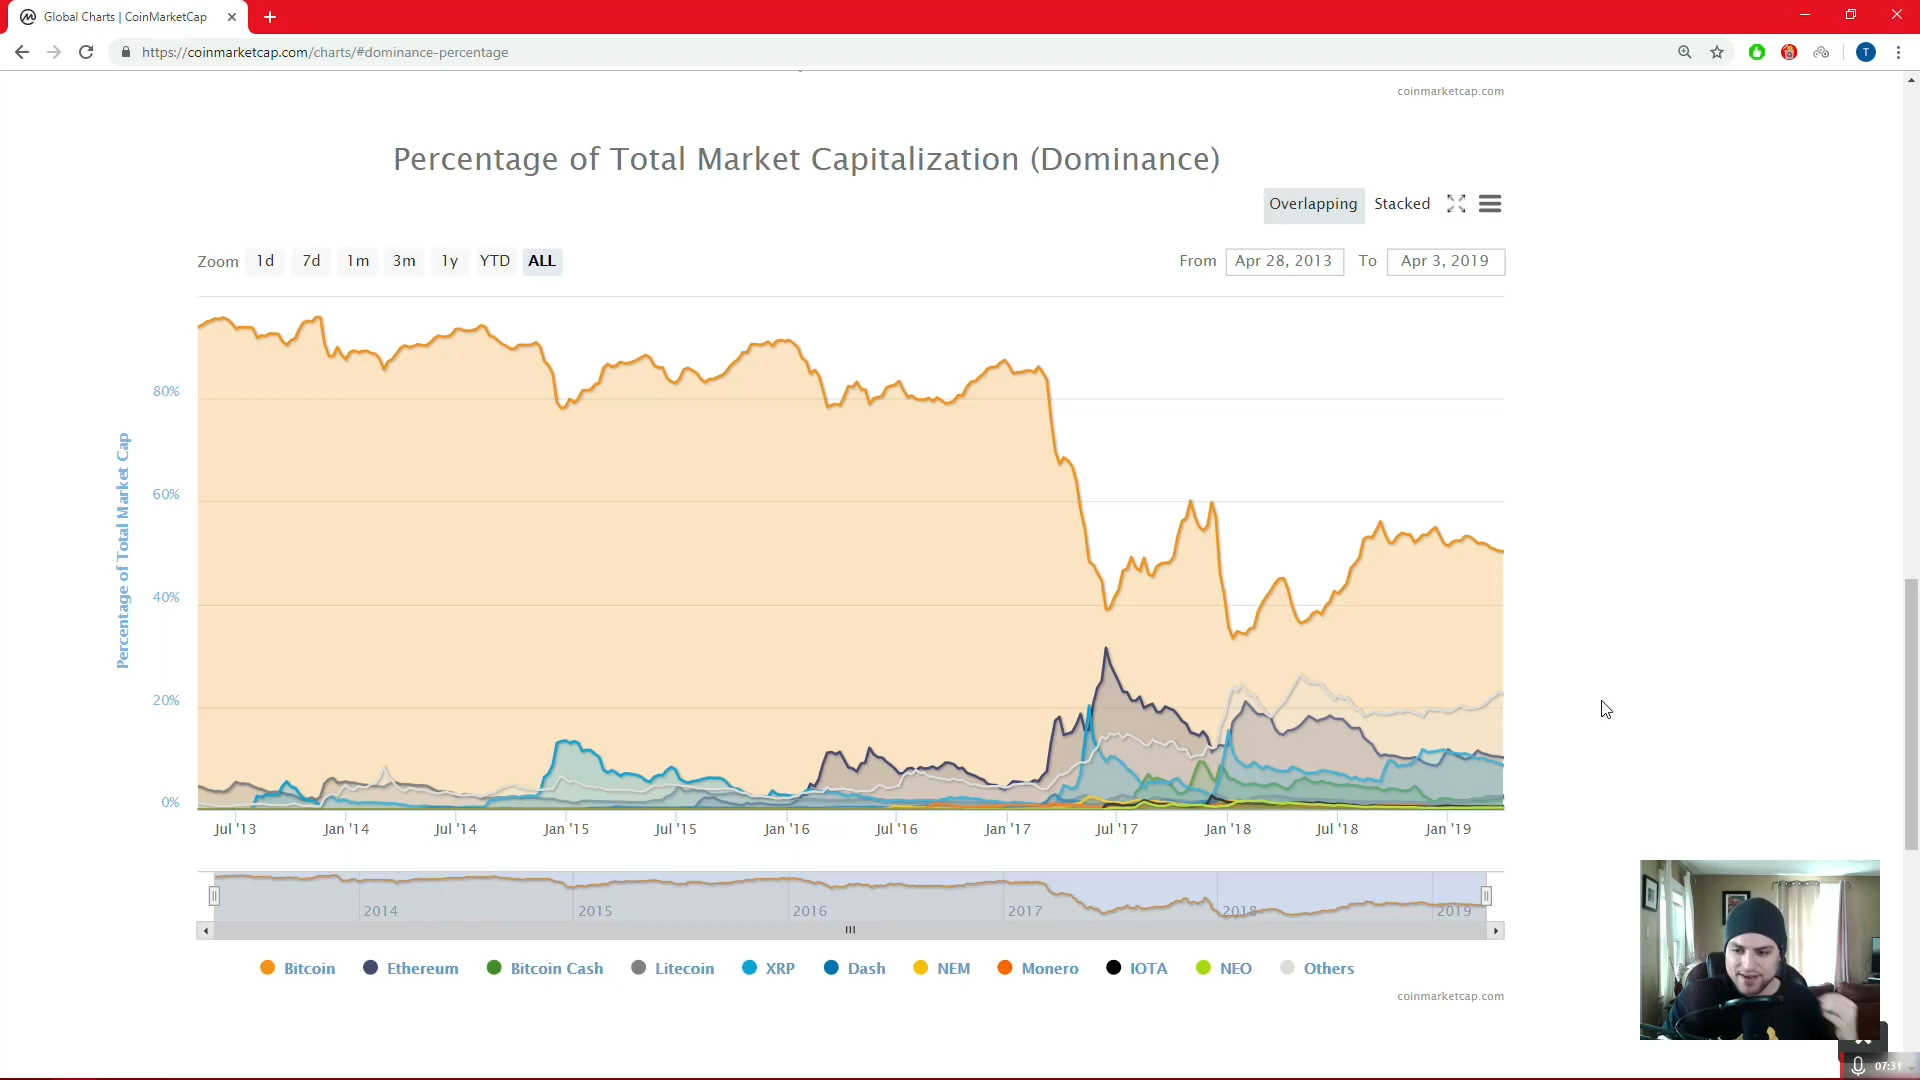 Global Charts | CoinMarketCap
https://coinmarketcap.com/charts/#dominance-percentage
T
coinmarketcap.com
Percentage of Total Market Capitalization (Dominance)
Overlapping Stacked
Zoom 1d 7d 1m 3m 1y YTD ALL
From Apr 28, 2013 To Apr 3, 2019
Percentage of Total Market Cap
80%
60%
40%
20%
0%
Jul '13 Jan '14 Jul '14 Jan '15 Jul '15 Jan '16 Jul '16 Jan '17 Jul '17 Jan '18 Jul '18 Jan '19
2014 2015 2016 2017 2018 2019
Bitcoin Ethereum Bitcoin Cash Litecoin XRP Dash NEM Monero IOTA NEO Others
coinmarketcap.com
07:31